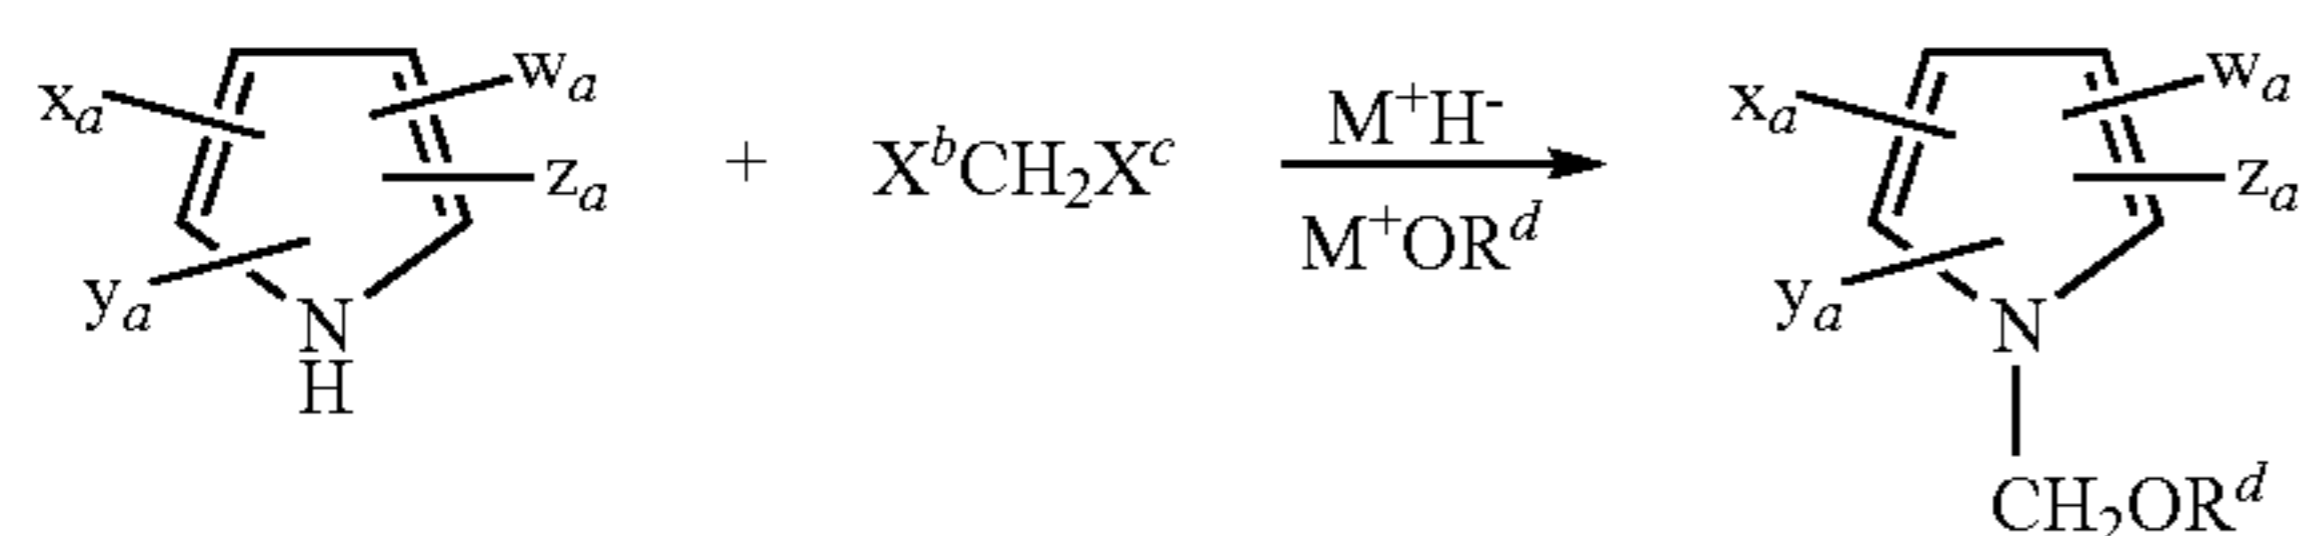 xₐ wₐ zₐ yₐ N H
+
XᵇCH₂Xᶜ
M⁺H⁻
M⁺ORᵈ
xₐ wₐ zₐ yₐ N
CH₂ORᵈ